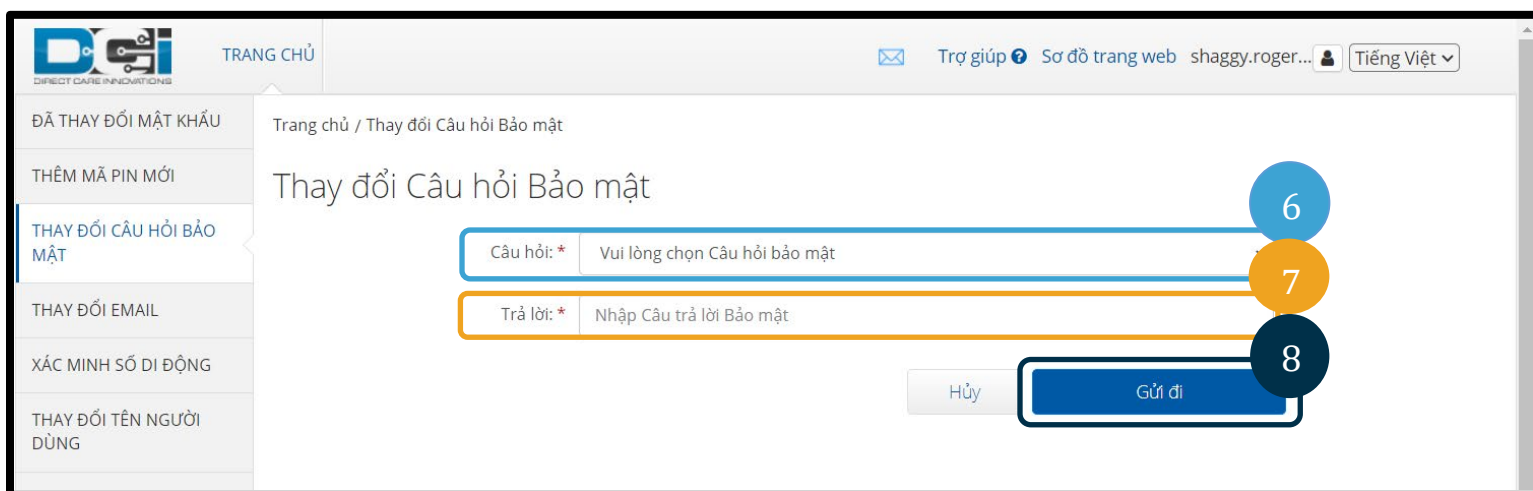 DCI
DIRECT CARE INNOVATIONS
TRANG CHỦ
Trợ giúp ? Sơ đồ trang web shaggy.roger... Tiếng Việt
ĐÃ THAY ĐỔI MẬT KHẨU
THÊM MÃ PIN MỚI
THAY ĐỔI CÂU HỎI BẢO
MẬT
THAY ĐỔI EMAIL
XÁC MINH SỐ DI ĐỘNG
THAY ĐỔI TÊN NGƯỜI
DÙNG
Trang chủ / Thay đổi Câu hỏi Bảo mật
Thay đổi Câu hỏi Bảo mật
6
Câu hỏi: * Vui lòng chọn Câu hỏi bảo mật
7
Trả lời: * Nhập Câu trả lời Bảo mật
8
Hủy Gửi đi